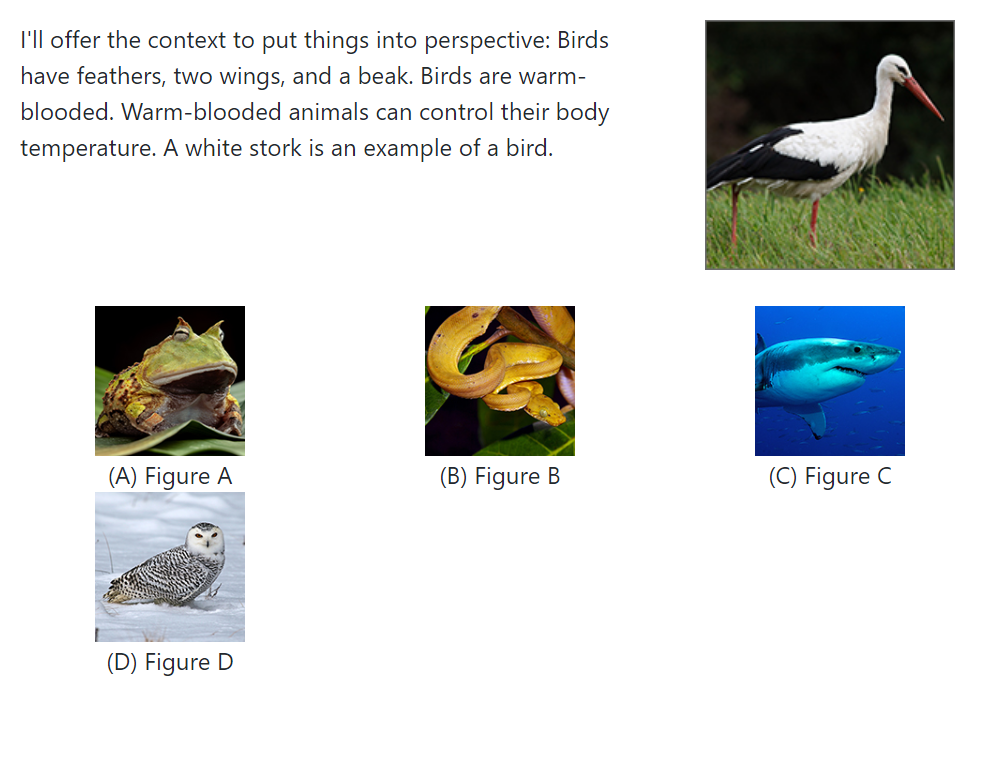 I'll offer the context to put things into perspective: Birds
have feathers, two wings, and a beak. Birds are warm-
blooded. Warm-blooded animals can control their body
temperature. A white stork is an example of a bird.
(A) Figure A
(B) Figure B
(C) Figure C
(D) Figure D